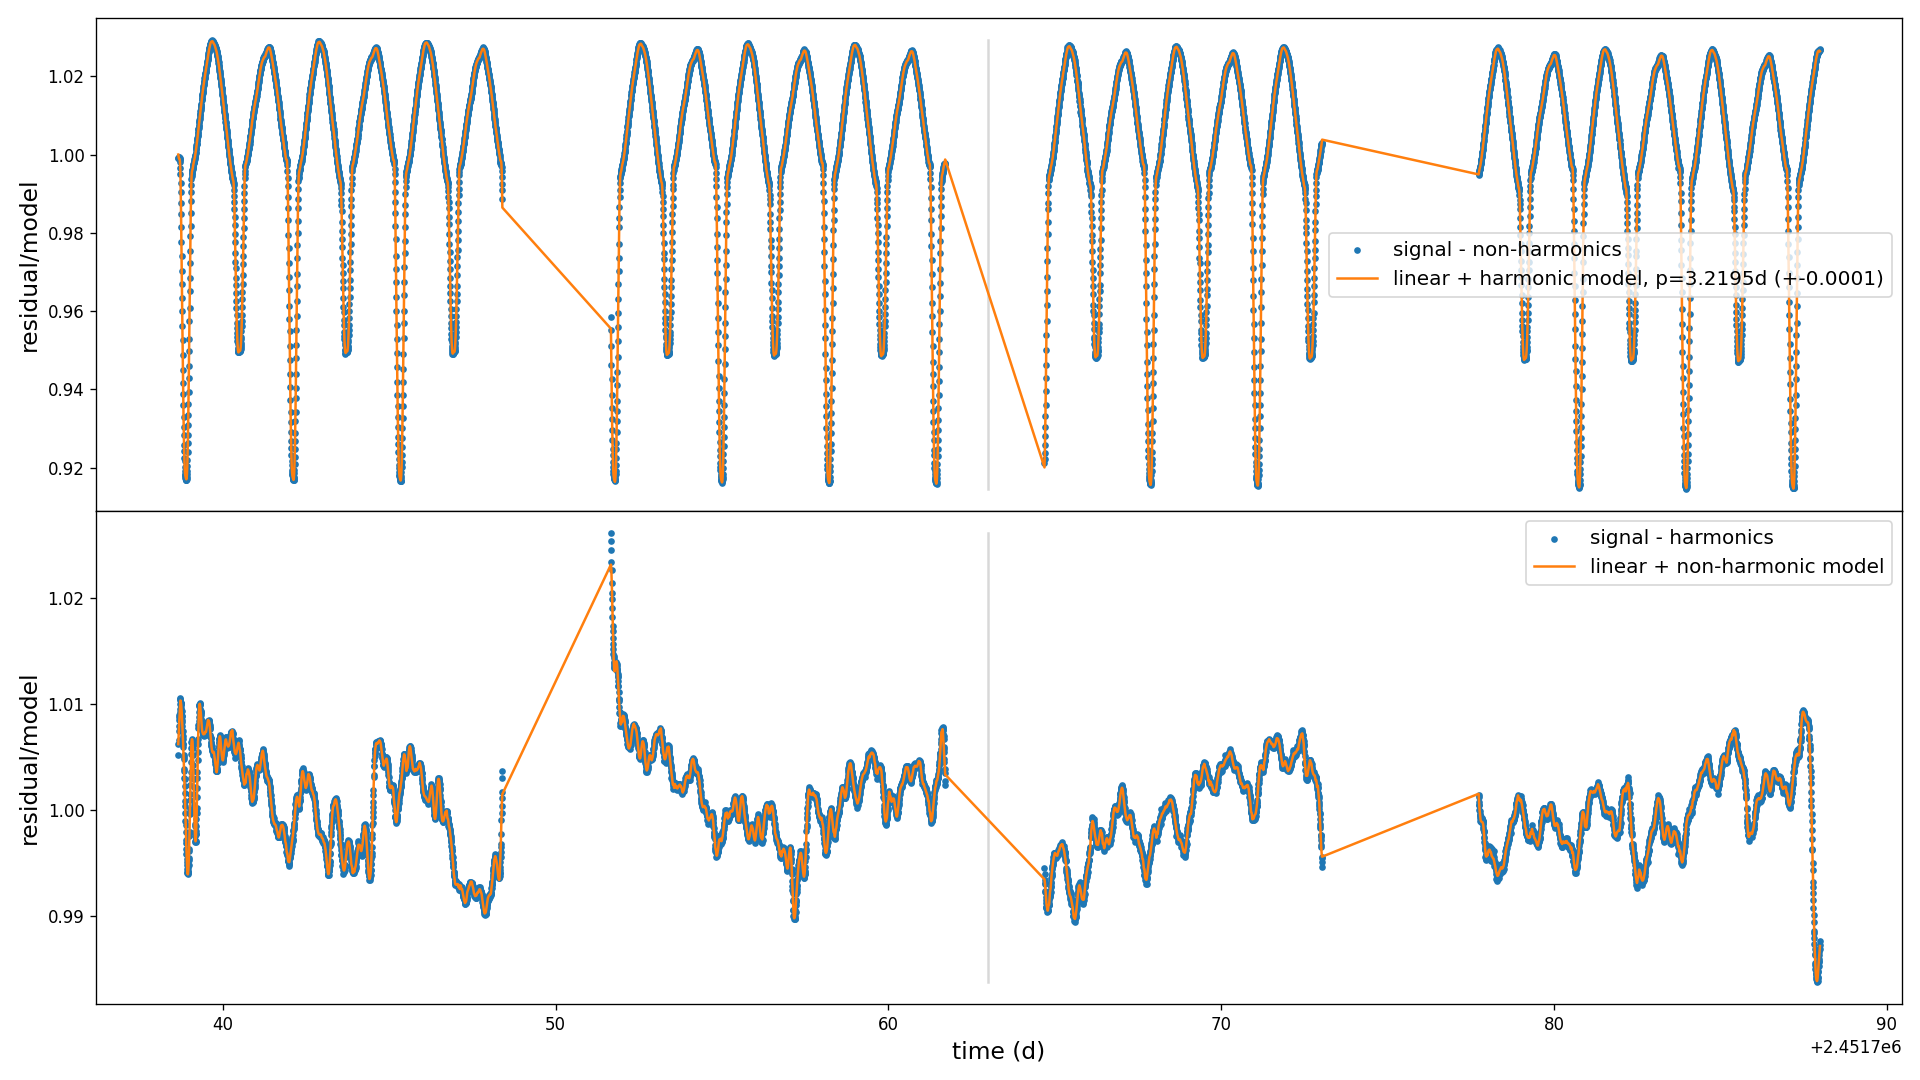 residual/model
1.02
1.00
0.98
0.96
0.94
0.92
signal - non-harmonics
linear + harmonic model, p=3.2195d (+-0.0001)
residual/model
1.02
1.01
1.00
0.99
signal - harmonics
linear + non-harmonic model
40 50 60 70 80 90
time (d)
+2.4517e6